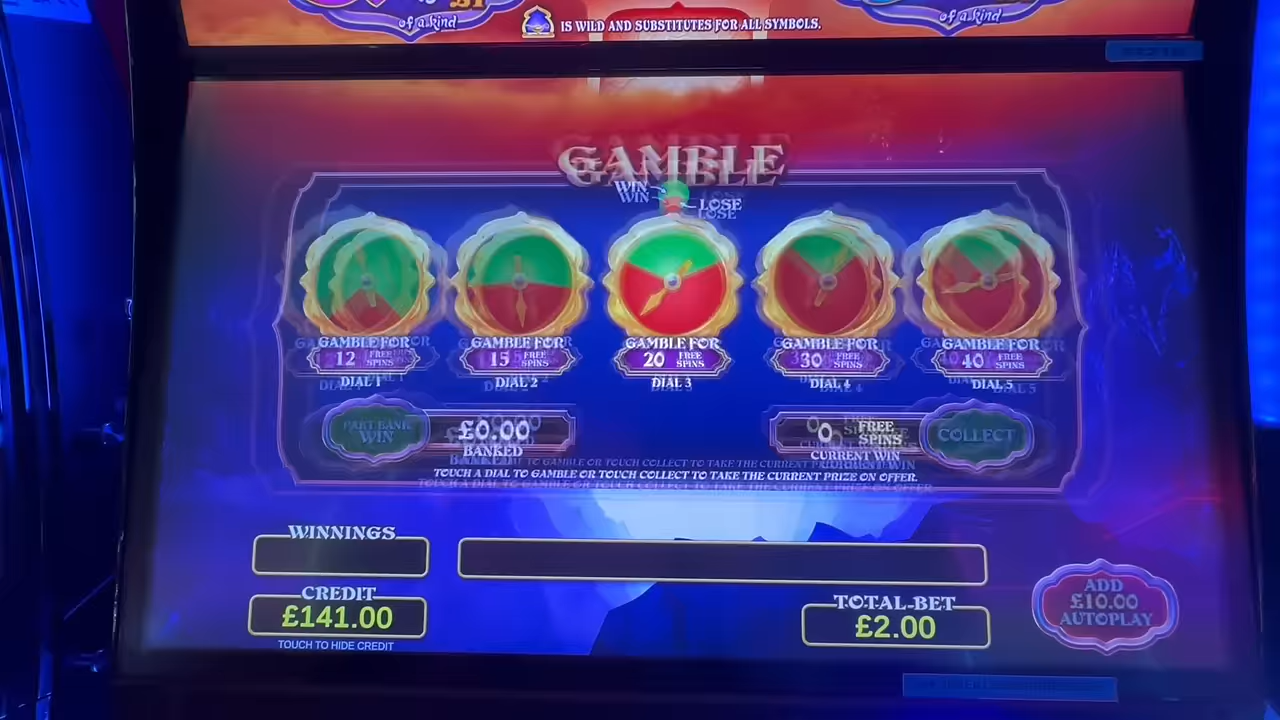 of a kind
of a kind
IS WILD AND SUBSTITUTES FOR ALL SYMBOLS.
GAMBLE
WIN
LOSE
GAMBLE FOR
12 FREE SPINS
DIAL 1
GAMBLE FOR
15 FREE SPINS
DIAL 2
GAMBLE FOR
20 FREE SPINS
DIAL 3
GAMBLE FOR
30 FREE SPINS
DIAL 4
GAMBLE FOR
40 FREE SPINS
DIAL 5
PART BANK
WIN
£0.00
BANKED
0 FREE SPINS
CURRENT WIN
COLLECT
TOUCH A DIAL TO GAMBLE OR TOUCH COLLECT TO TAKE THE CURRENT PRIZE ON OFFER.
WINNINGS
CREDIT
£141.00
TOUCH TO HIDE CREDIT
TOTAL BET
£2.00
ADD
£10.00
AUTOPLAY